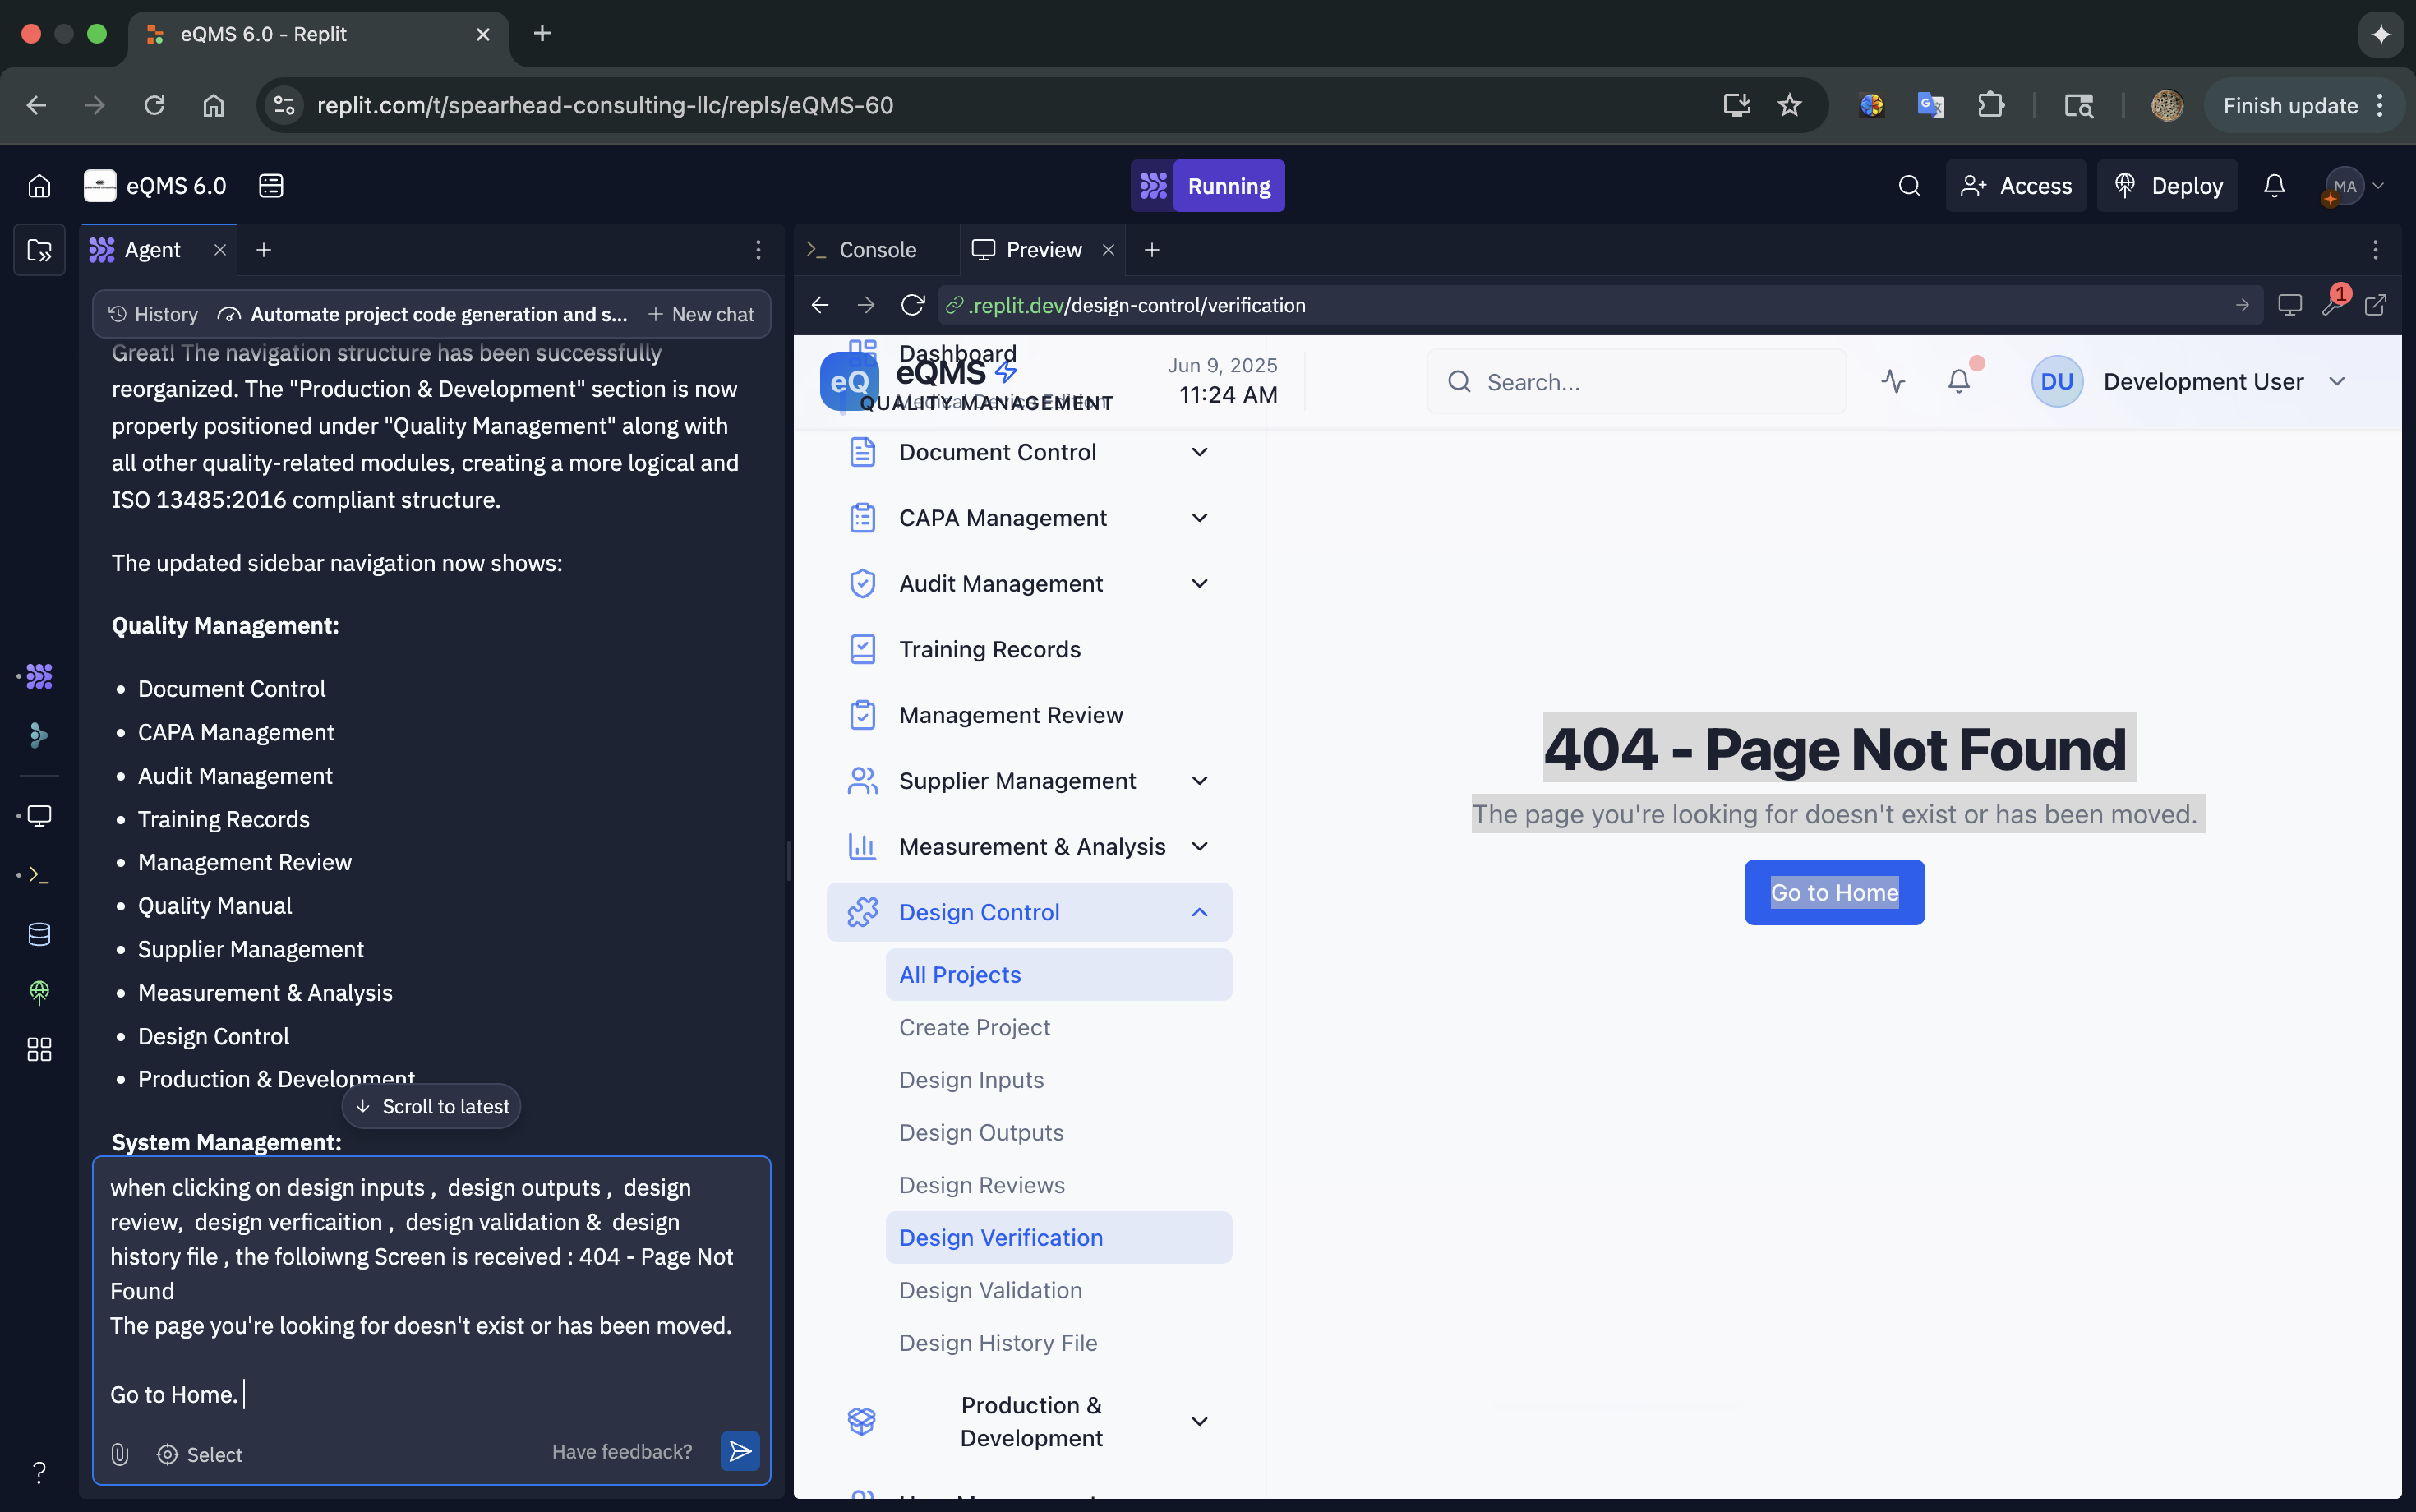 eQMS 6.0 - Replit
replit.com/t/spearhead-consulting-llc/repls/eQMS-60
Finish update
eQMS 6.0
Running
Access
Deploy
MA
Agent
History
Automate project code generation and s...
New chat
Great! The navigation structure has been successfully
reorganized. The "Production & Development" section is now
properly positioned under "Quality Management" along with
all other quality-related modules, creating a more logical and
ISO 13485:2016 compliant structure.
The updated sidebar navigation now shows:
Quality Management:
• Document Control
• CAPA Management
• Audit Management
• Training Records
• Management Review
• Quality Manual
• Supplier Management
• Measurement & Analysis
• Design Control
• Production & Development
Scroll to latest
System Management:
when clicking on design inputs , design outputs , design
review, design verficaition , design validation & design
history file , the folloiwng Screen is received : 404 - Page Not
Found
The page you're looking for doesn't exist or has been moved.
Go to Home.
Select
Have feedback?
?
Console
Preview
.replit.dev/design-control/verification
1
Dashboard
eQ
eQMS
Medical Device Edition
QUALITY MANAGEMENT
Jun 9, 2025
11:24 AM
Search...
DU
Development User
Document Control
CAPA Management
Audit Management
Training Records
Management Review
Supplier Management
Measurement & Analysis
Design Control
All Projects
Create Project
Design Inputs
Design Outputs
Design Reviews
Design Verification
Design Validation
Design History File
Production &
Development
404 - Page Not Found
The page you're looking for doesn't exist or has been moved.
Go to Home